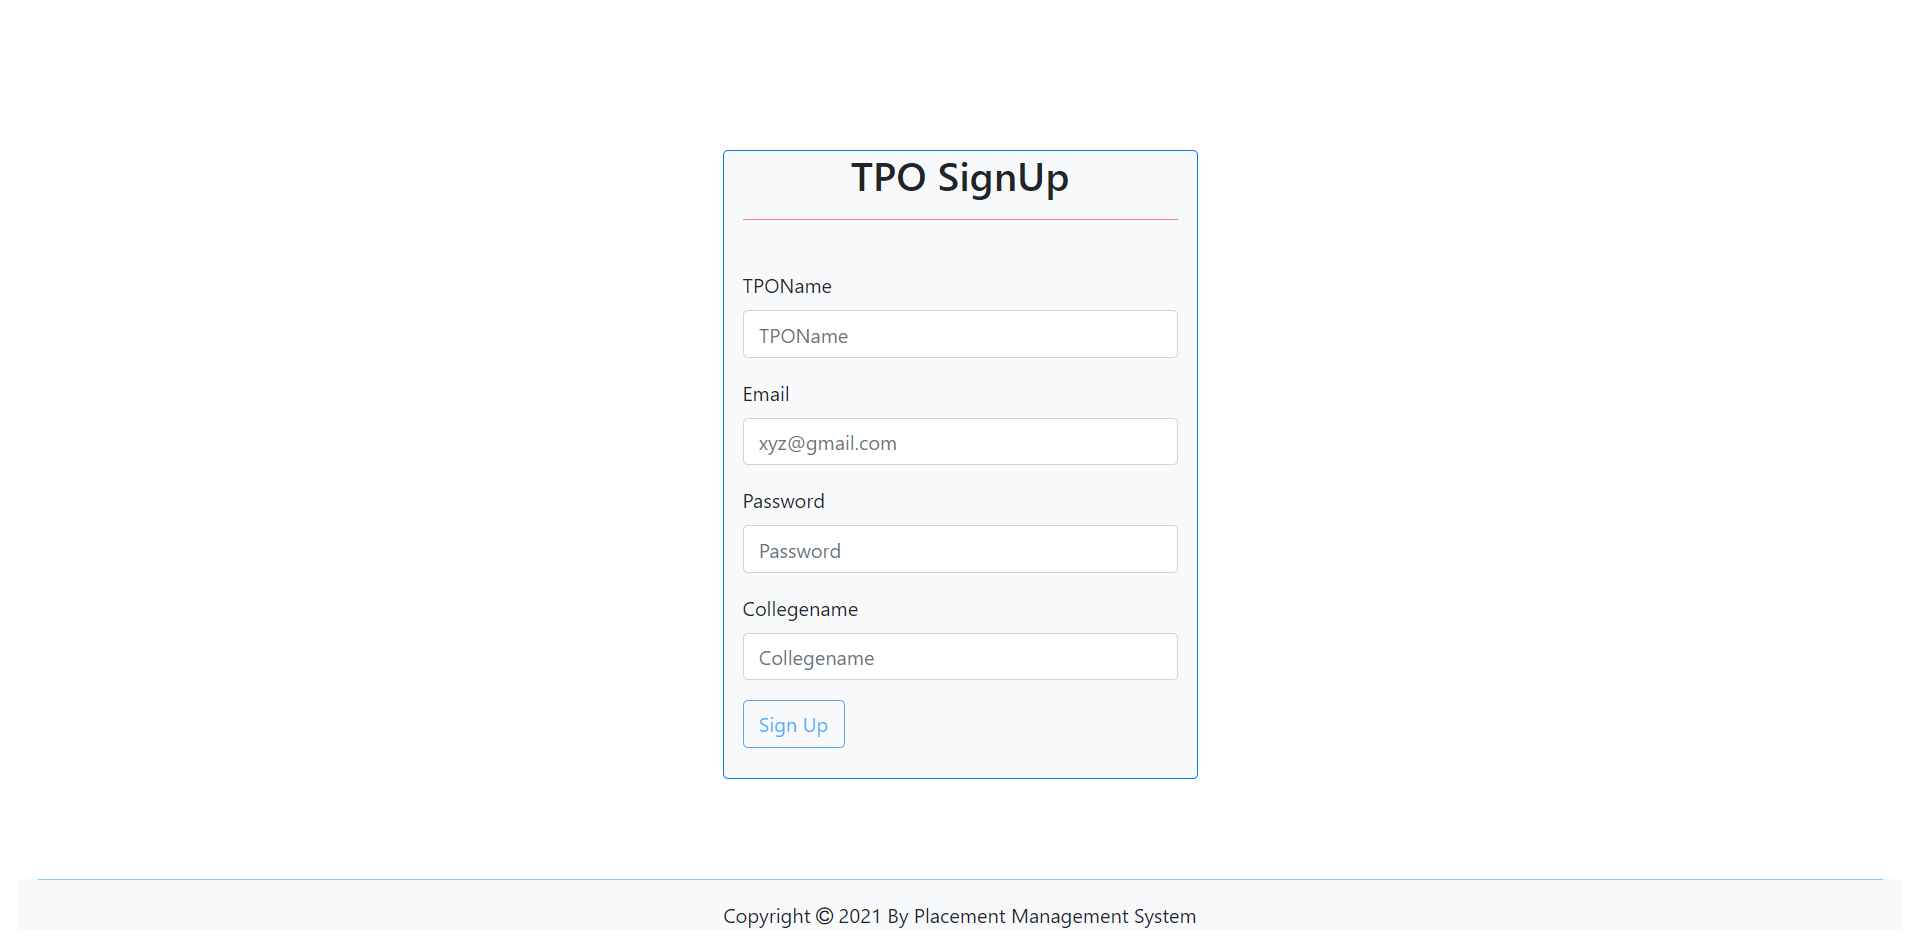 TPO SignUp
TPOName
TPOName
Email
xyz@gmail.com
Password
Password
Collegename
Collegename
Sign Up
Copyright © 2021 By Placement Management System